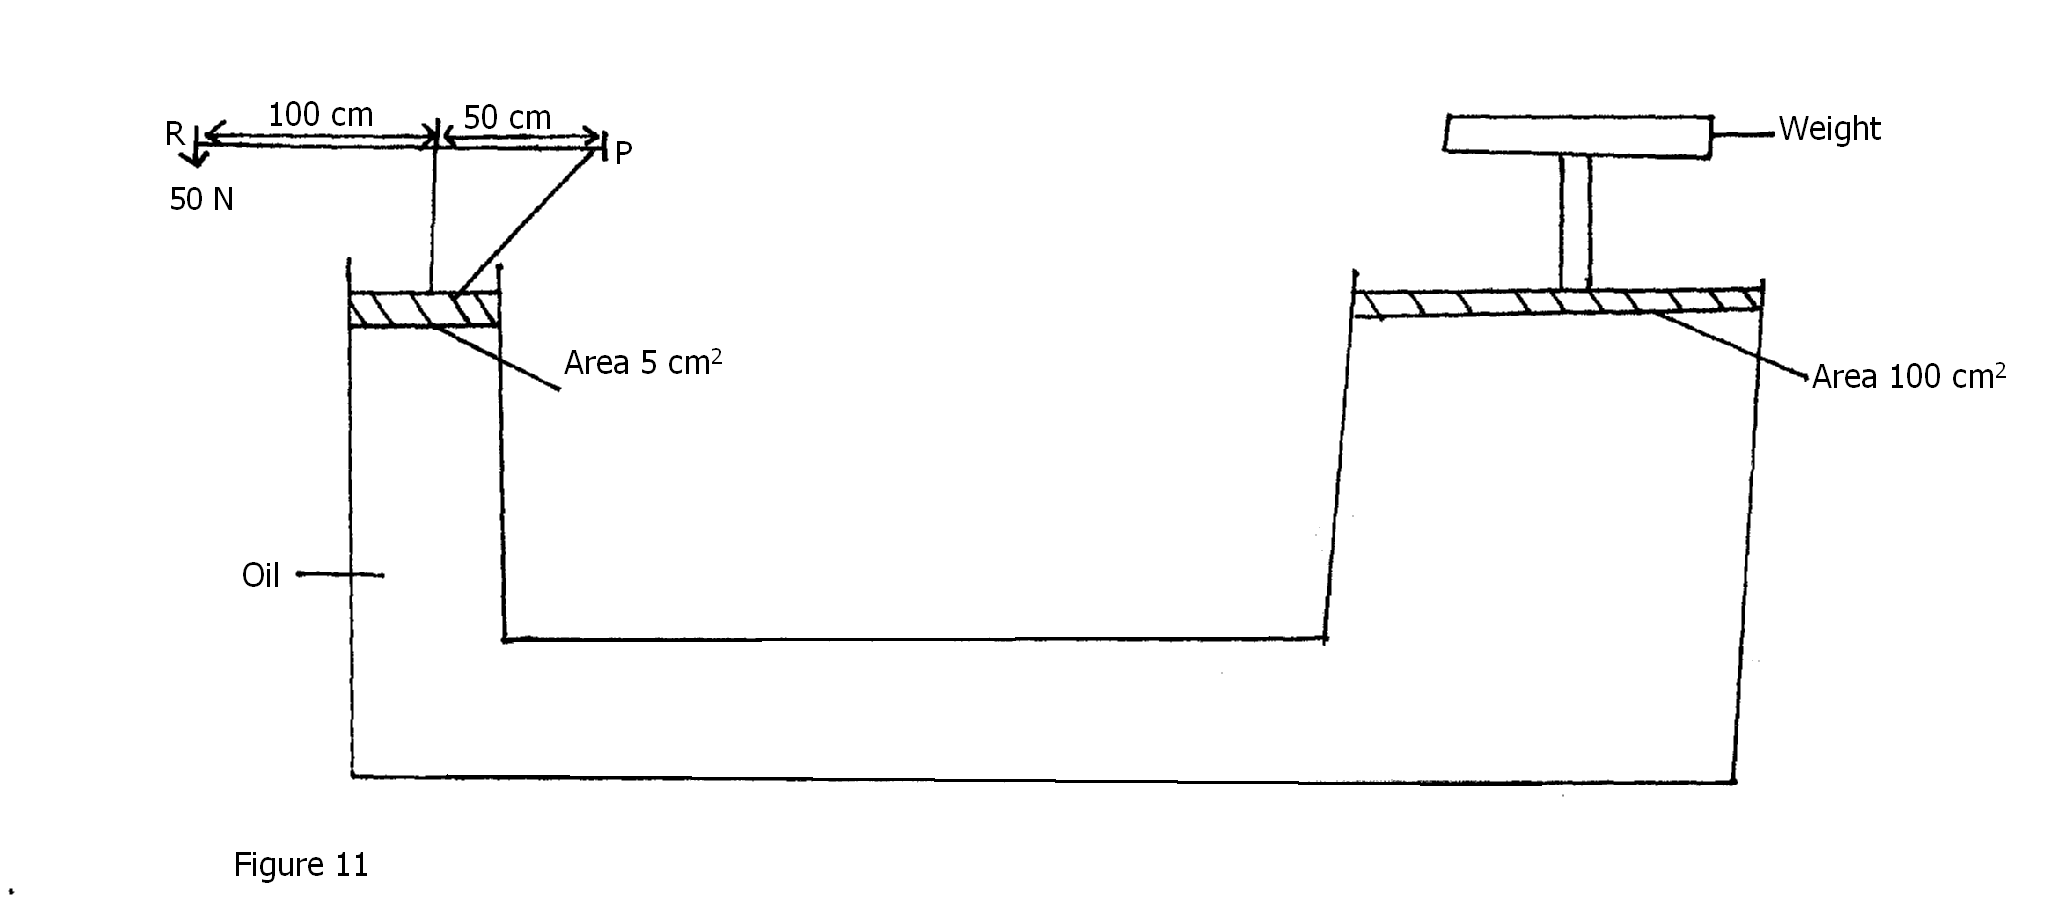 100 cm
50 cm
R
P
50 N
Weight
Area 5 cm²
Area 100 cm²
Oil
Figure 11